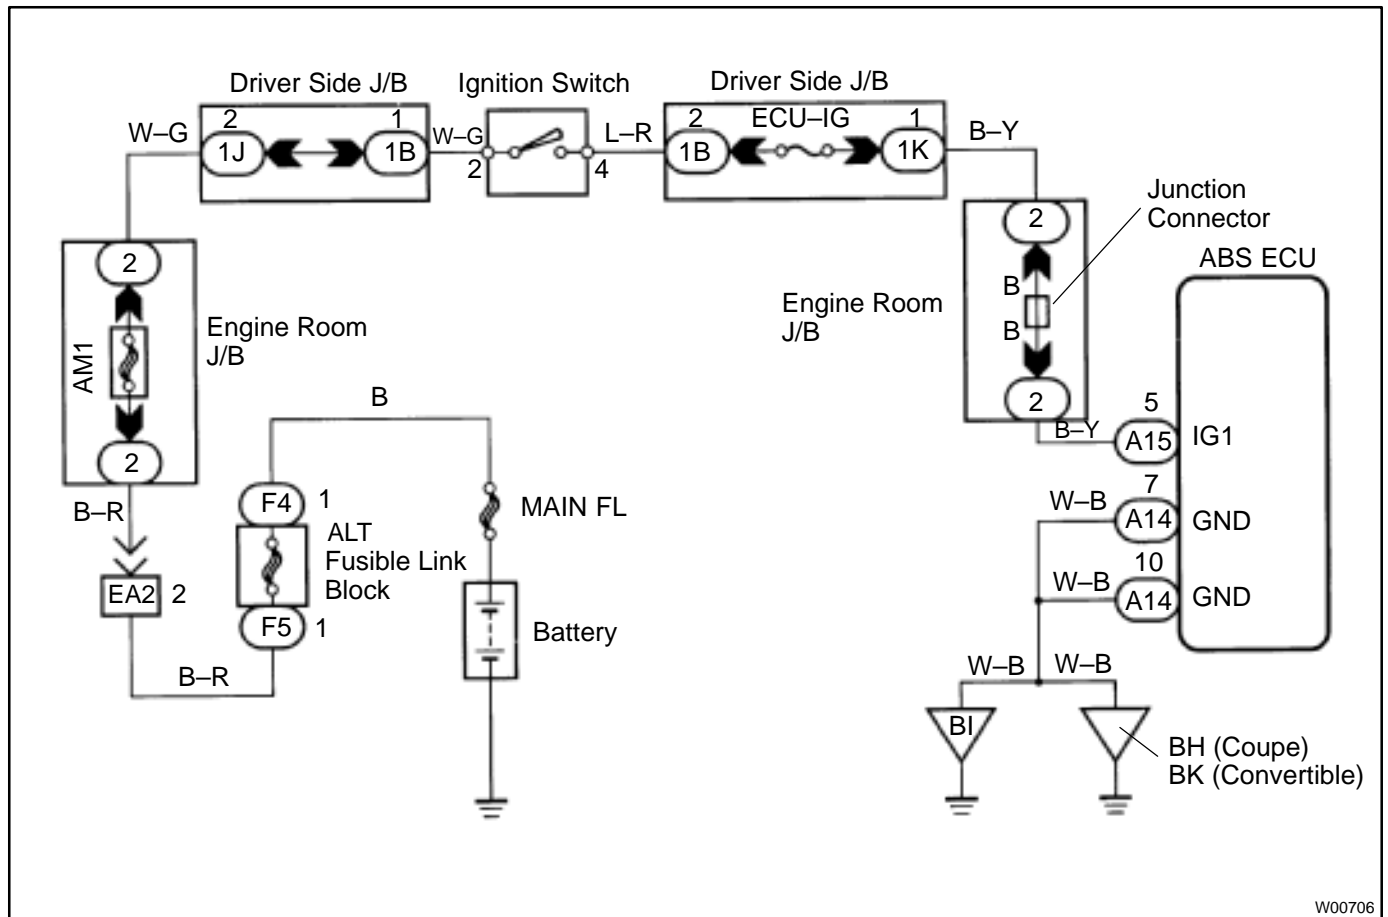 Driver Side J/B
Ignition Switch
Driver Side J/B
W–G
2
1
1J
1B
W–G
2
4
L–R
2
ECU–IG
1
1B
1K
B–Y
Junction
Connector
2
B
B
2
Engine Room
J/B
ABS ECU
2
AM1
2
Engine Room
J/B
B–R
EA2
2
B–R
B
F4
1
ALT
Fusible Link
Block
F5
1
MAIN FL
Battery
B–Y
5
A15
IG1
W–B
7
A14
GND
W–B
10
A14
GND
W–B
W–B
BI
BH (Coupe)
BK (Convertible)
W00706